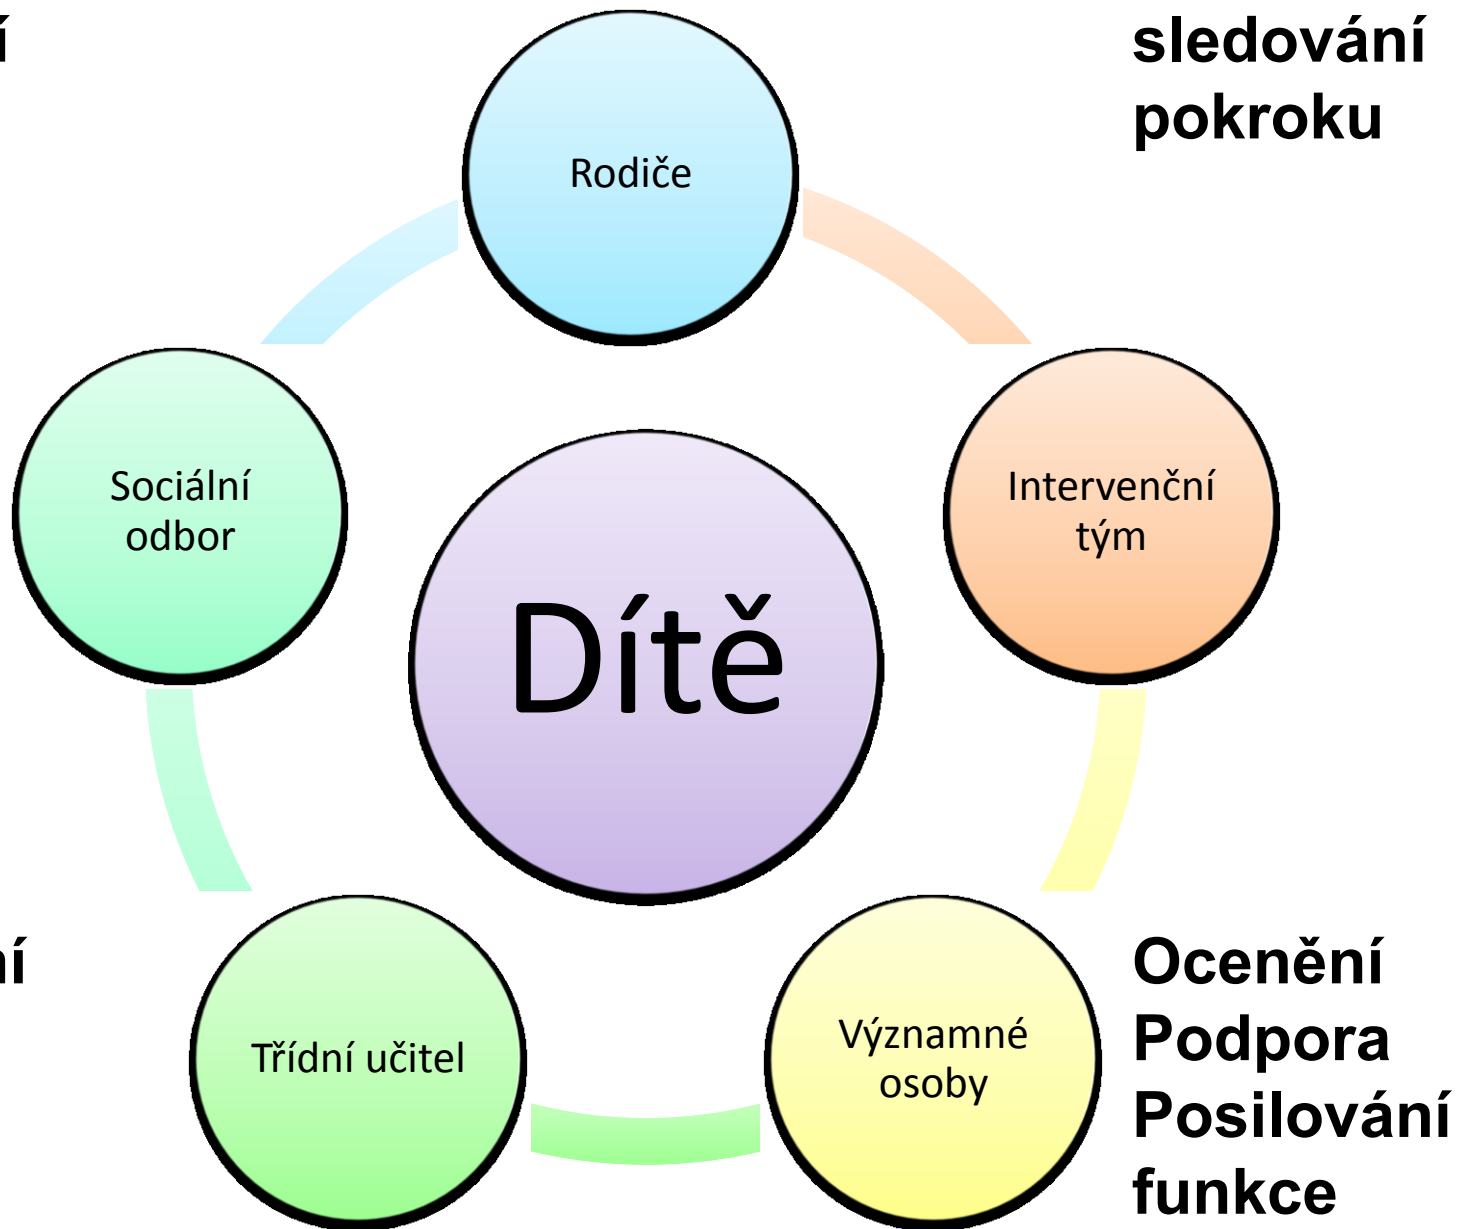 sledování
pokroku
Rodiče
Sociální
odbor
Intervenční
tým
Dítě
Třídní učitel
Významné
osoby
Ocenění
Podpora
Posilování
funkce